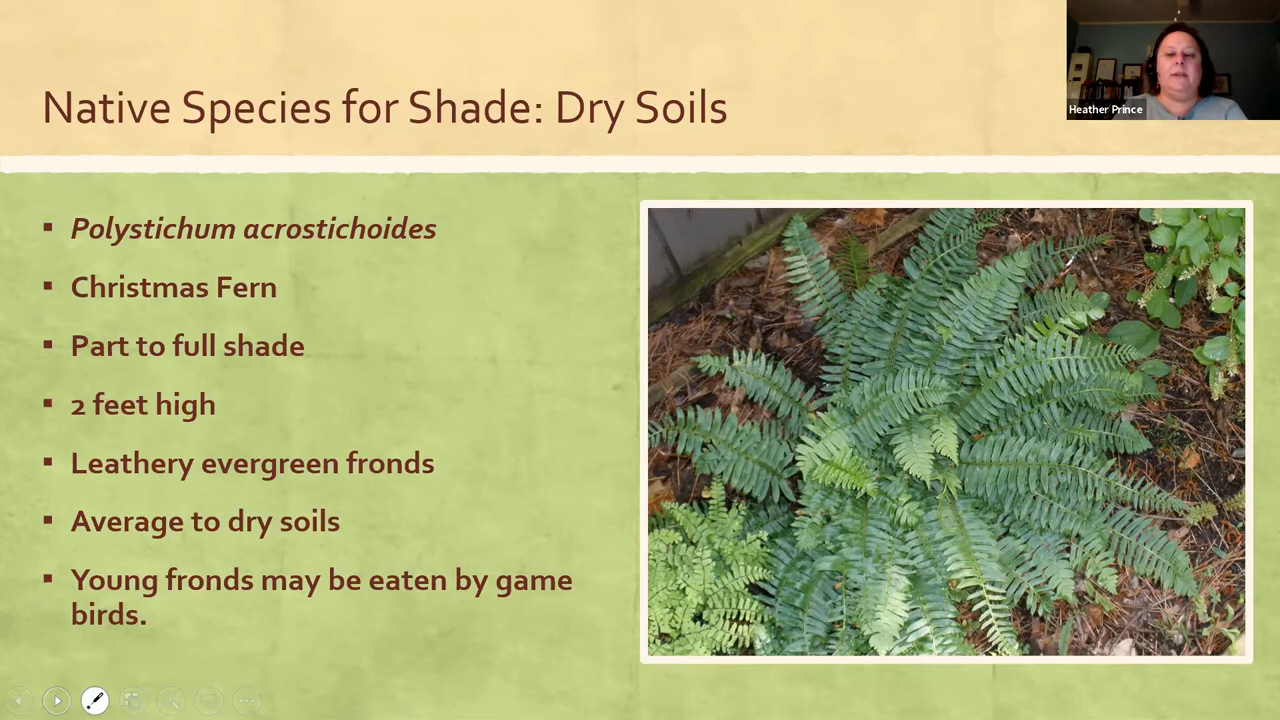 Native Species for Shade: Dry Soils
Heather Prince
▪ Polystichum acrostichoides
▪ Christmas Fern
▪ Part to full shade
▪ 2 feet high
▪ Leathery evergreen fronds
▪ Average to dry soils
▪ Young fronds may be eaten by game
birds.